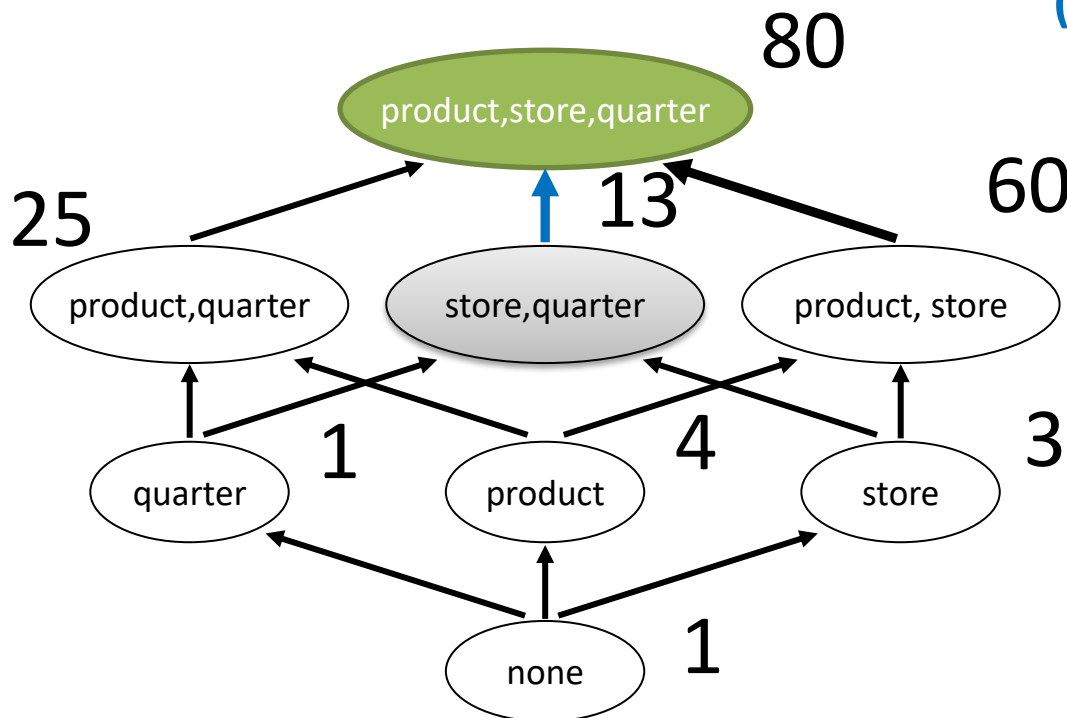 80
product,store,quarter
13
60
25
product,quarter
store,quarter
product, store
1
4
3
quarter
product
store
1
none